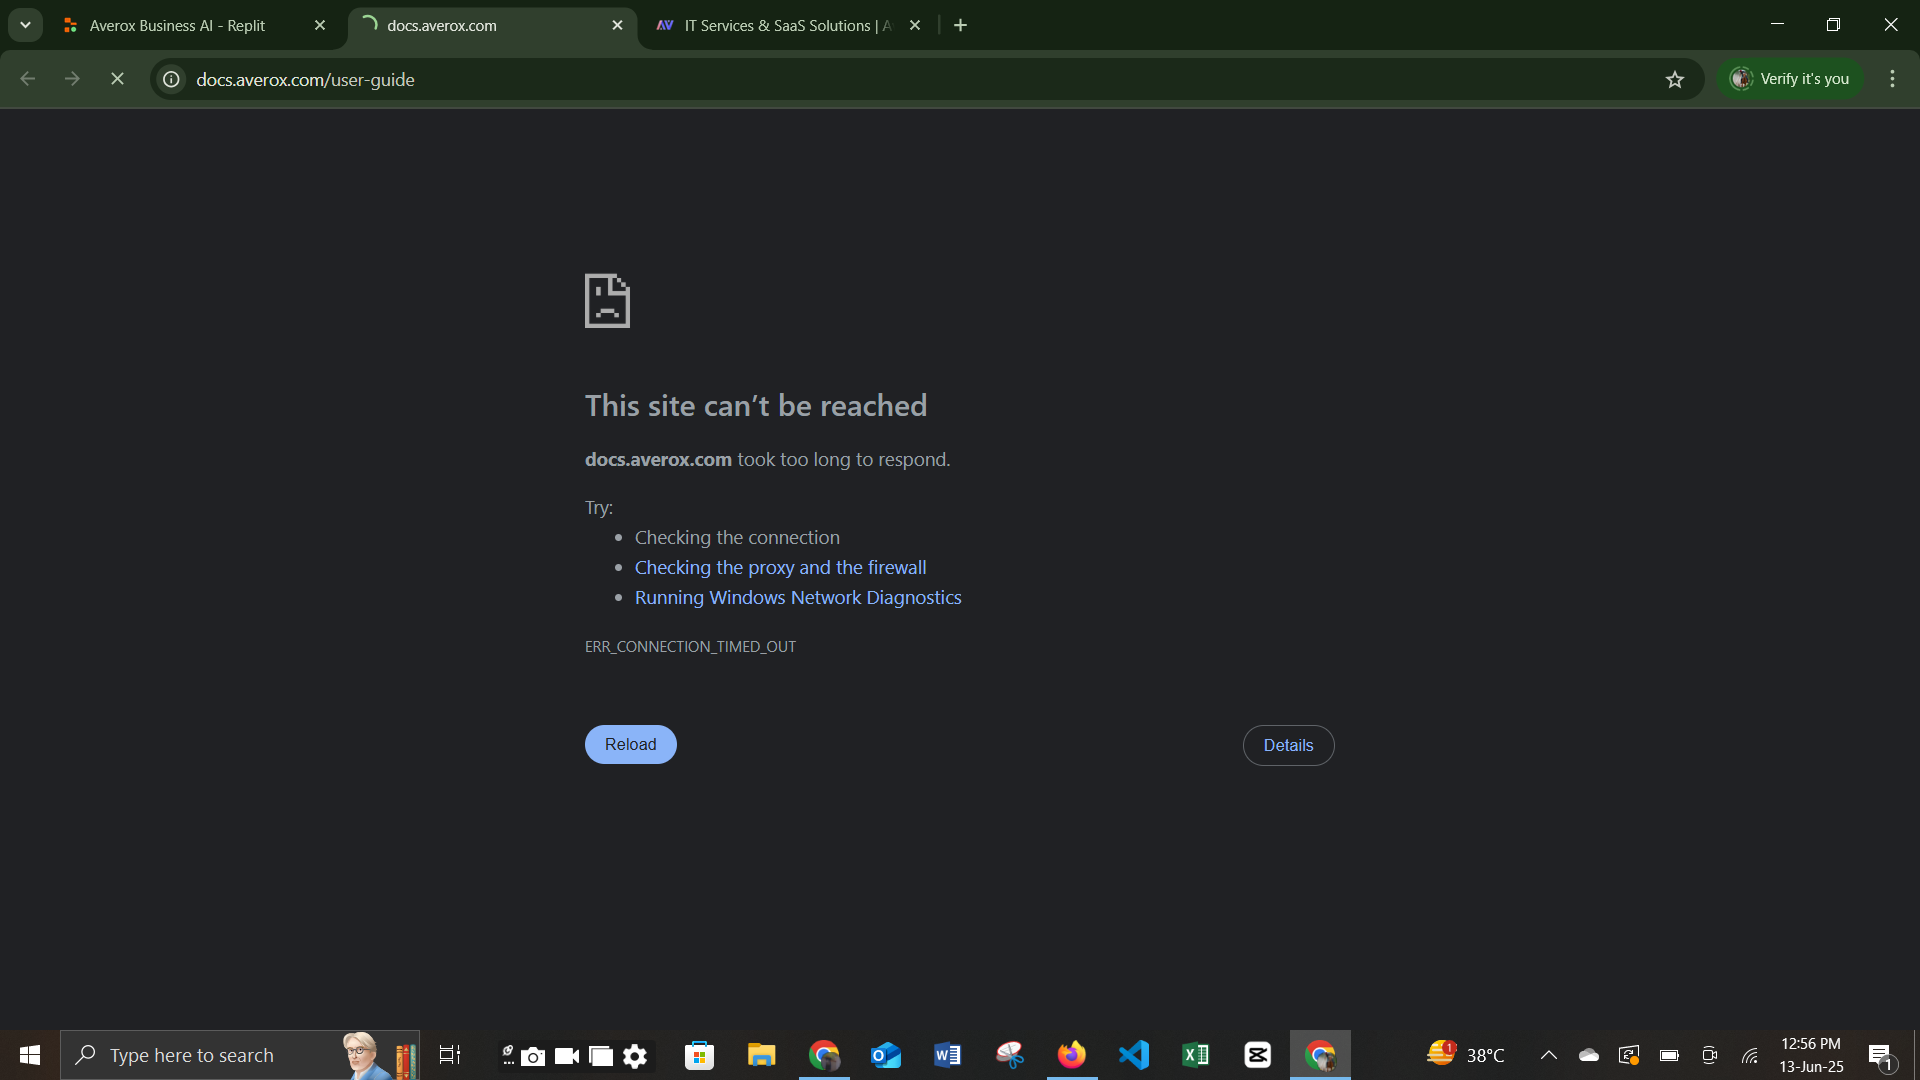 Averox Business AI - Replit
docs.averox.com
IT Services & SaaS Solutions | A
docs.averox.com/user-guide
Verify it's you
This site can’t be reached
docs.averox.com took too long to respond.
Try:
Checking the connection
Checking the proxy and the firewall
Running Windows Network Diagnostics
ERR_CONNECTION_TIMED_OUT
Reload
Details
Type here to search
1
38°C
12:56 PM
13-Jun-25
1